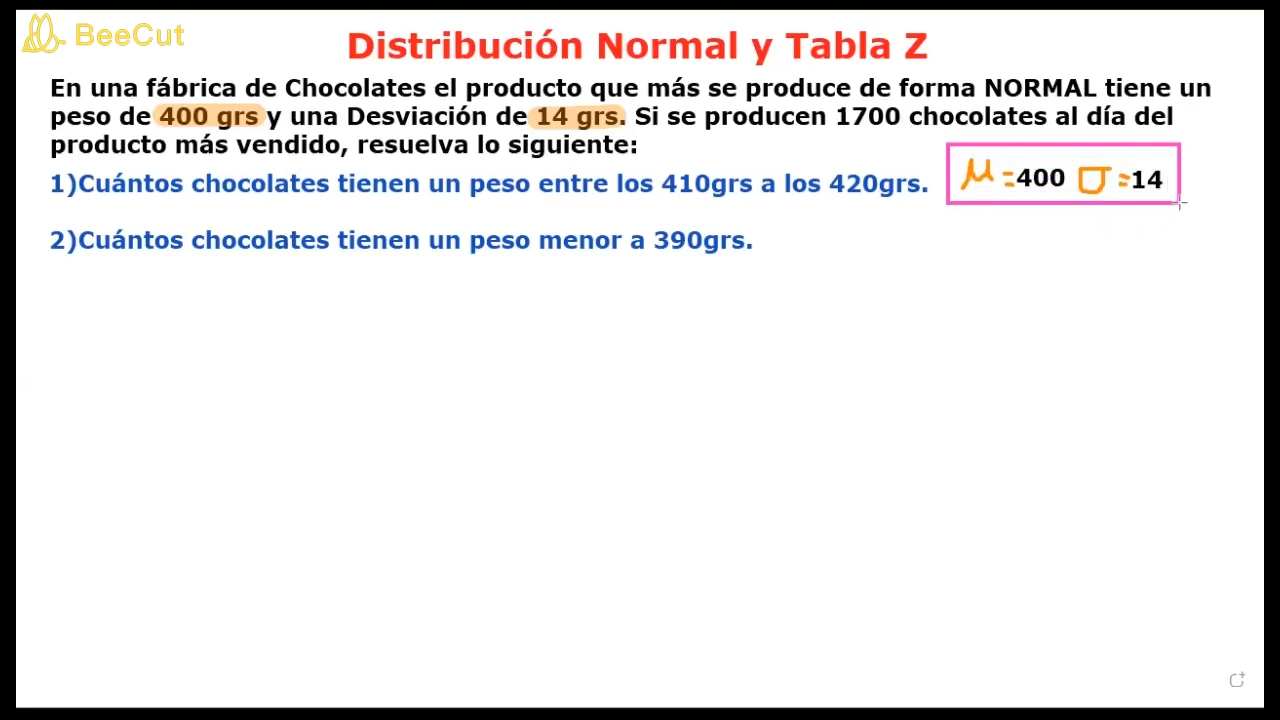 BeeCut
Distribución Normal y Tabla Z
En una fábrica de Chocolates el producto que más se produce de forma NORMAL tiene un
peso de 400 grs y una Desviación de 14 grs. Si se producen 1700 chocolates al día del
producto más vendido, resuelva lo siguiente:
1)Cuántos chocolates tienen un peso entre los 410grs a los 420grs.
μ =400 σ =14
2)Cuántos chocolates tienen un peso menor a 390grs.